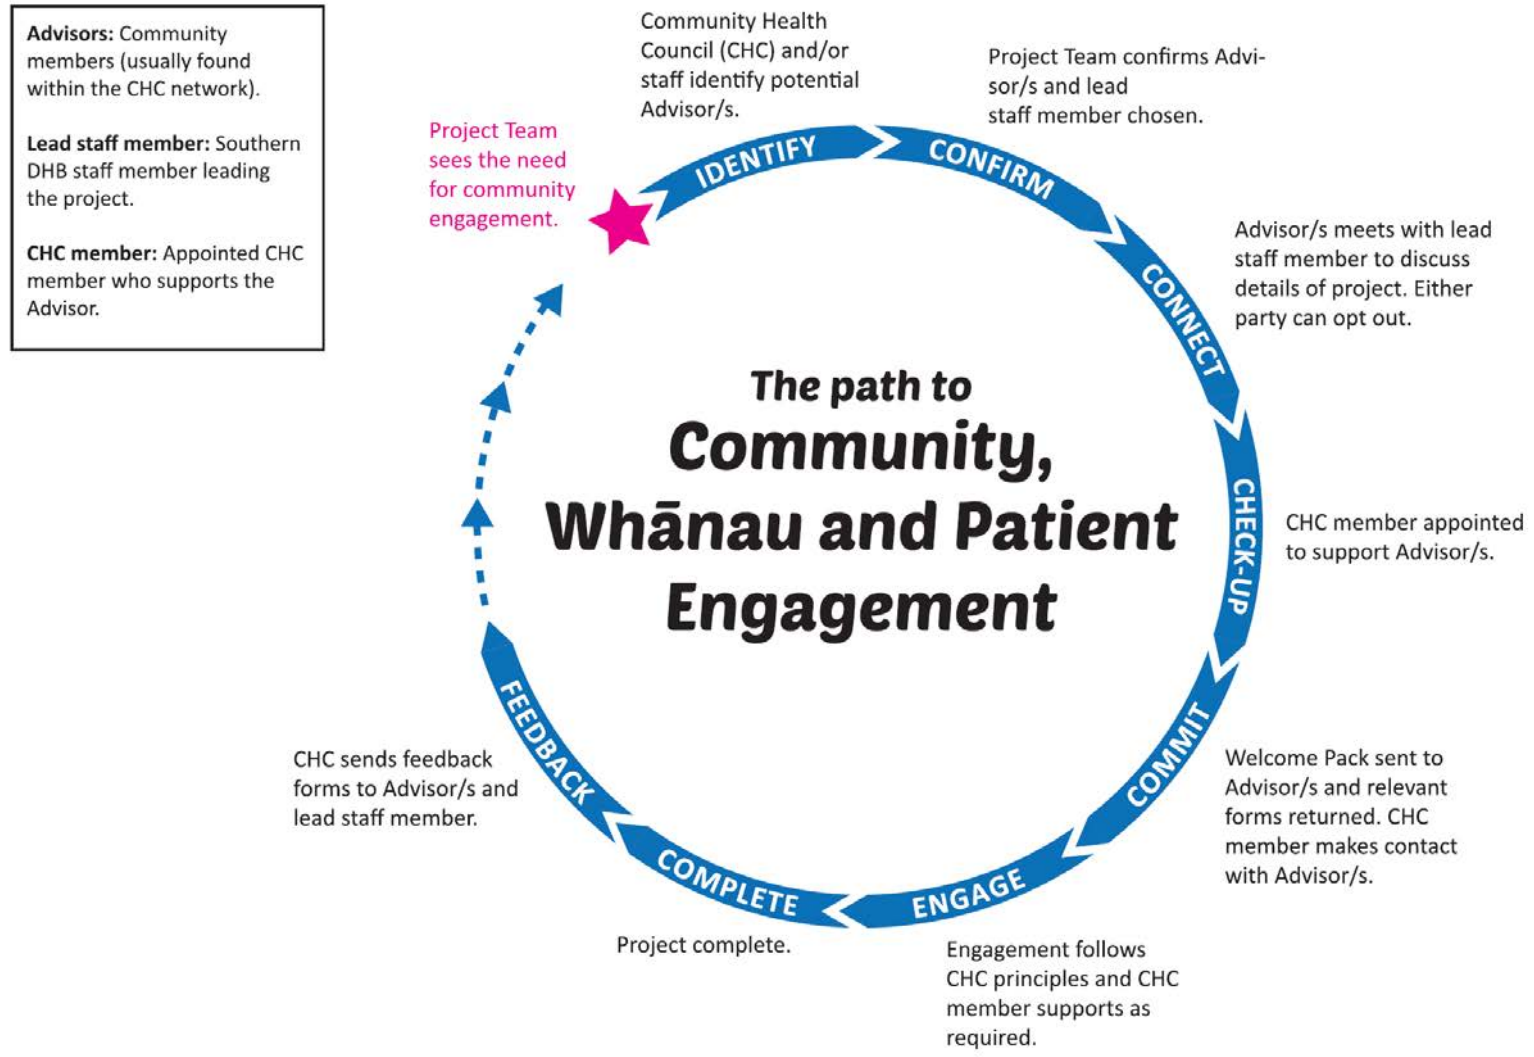 Advisors: Community
members (usually found
within the CHC network).
Lead staff member: Southern
DHB staff member leading
the project.
CHC member: Appointed CHC
member who supports the
Advisor.
Project Team
sees the need
for community
engagement.
Community Health
Council (CHC) and/or
staff identify potential
Advisor/s.
IDENTIFY
Project Team confirms Advi-
sor/s and lead
staff member chosen.
CONFIRM
Advisor/s meets with lead
staff member to discuss
details of project. Either
party can opt out.
CONNECT
CHC member appointed
to support Advisor/s.
CHECK-UP
Welcome Pack sent to
Advisor/s and relevant
forms returned. CHC
member makes contact
with Advisor/s.
COMMIT
Engagement follows
CHC principles and CHC
member supports as
required.
ENGAGE
Project complete.
COMPLETE
CHC sends feedback
forms to Advisor/s and
lead staff member.
FEEDBACK
The path to
Community,
Whānau and Patient
Engagement